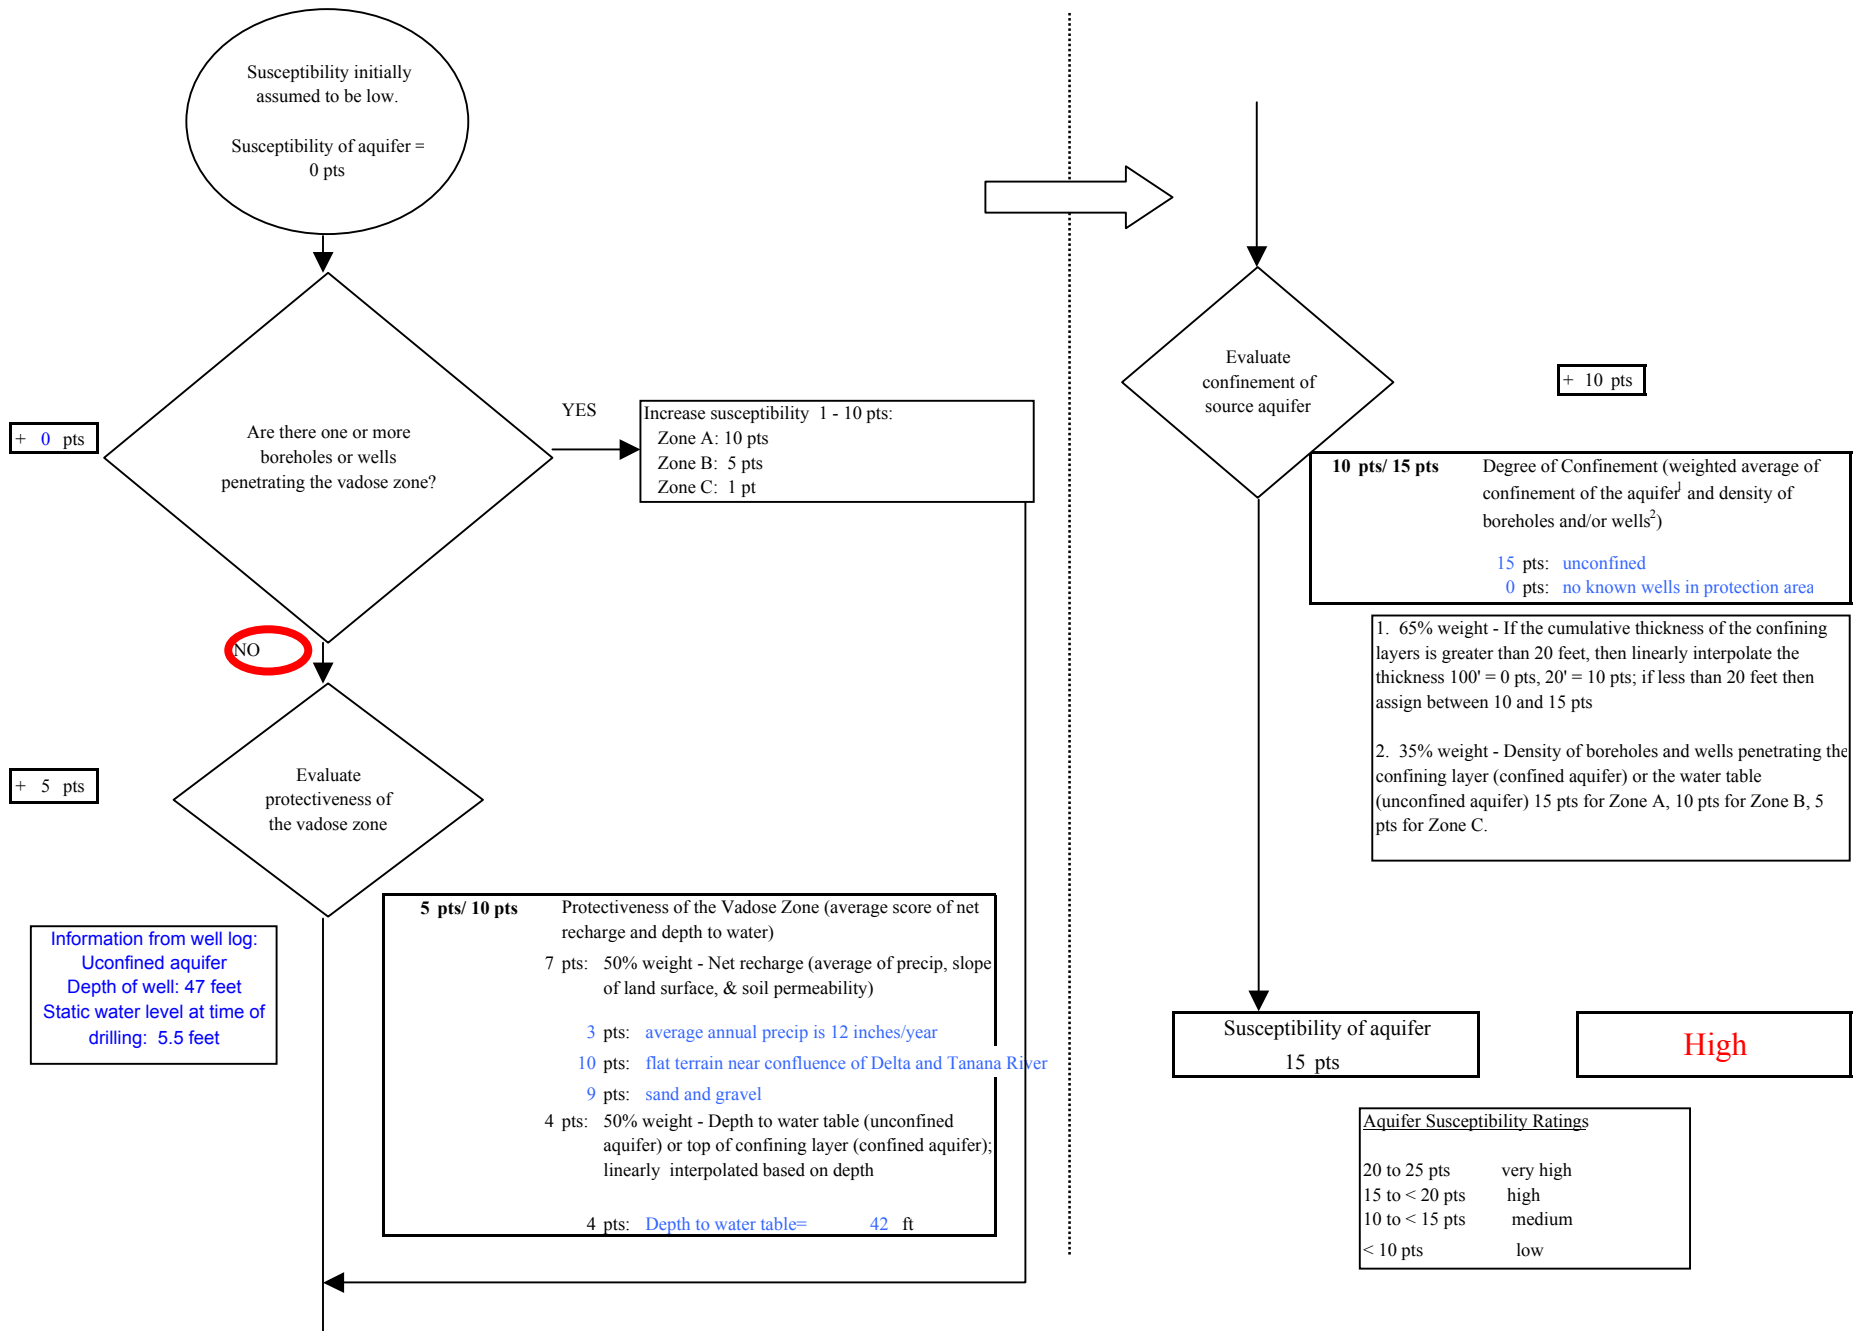 Susceptibility initially
assumed to be low.
Susceptibility of aquifer =
0 pts
Are there one or more
boreholes or wells
penetrating the vadose zone?
+ 0 pts
YES
Increase susceptibility 1 - 10 pts:
Zone A: 10 pts
Zone B: 5 pts
Zone C: 1 pt
NO
Evaluate
protectiveness of
the vadose zone
+ 5 pts
Information from well log:
Uconfined aquifer
Depth of well: 47 feet
Static water level at time of
drilling: 5.5 feet
5 pts/ 10 pts Protectiveness of the Vadose Zone (average score of net
recharge and depth to water)
7 pts: 50% weight - Net recharge (average of precip, slope
of land surface, & soil permeability)
3 pts: average annual precip is 12 inches/year
10 pts: flat terrain near confluence of Delta and Tanana River
9 pts: sand and gravel
4 pts: 50% weight - Depth to water table (unconfined
aquifer) or top of confining layer (confined aquifer);
linearly interpolated based on depth
4 pts: Depth to water table= 42 ft
Evaluate
confinement of
source aquifer
+ 10 pts
10 pts/ 15 pts Degree of Confinement (weighted average of
confinement of the aquifer1 and density of
boreholes and/or wells2)
15 pts: unconfined
0 pts: no known wells in protection area
1. 65% weight - If the cumulative thickness of the confining
layers is greater than 20 feet, then linearly interpolate the
thickness 100' = 0 pts, 20' = 10 pts; if less than 20 feet then
assign between 10 and 15 pts
2. 35% weight - Density of boreholes and wells penetrating the
confining layer (confined aquifer) or the water table
(unconfined aquifer) 15 pts for Zone A, 10 pts for Zone B, 5
pts for Zone C.
Susceptibility of aquifer
15 pts
High
Aquifer Susceptibility Ratings
20 to 25 pts very high
15 to < 20 pts high
10 to < 15 pts medium
< 10 pts low